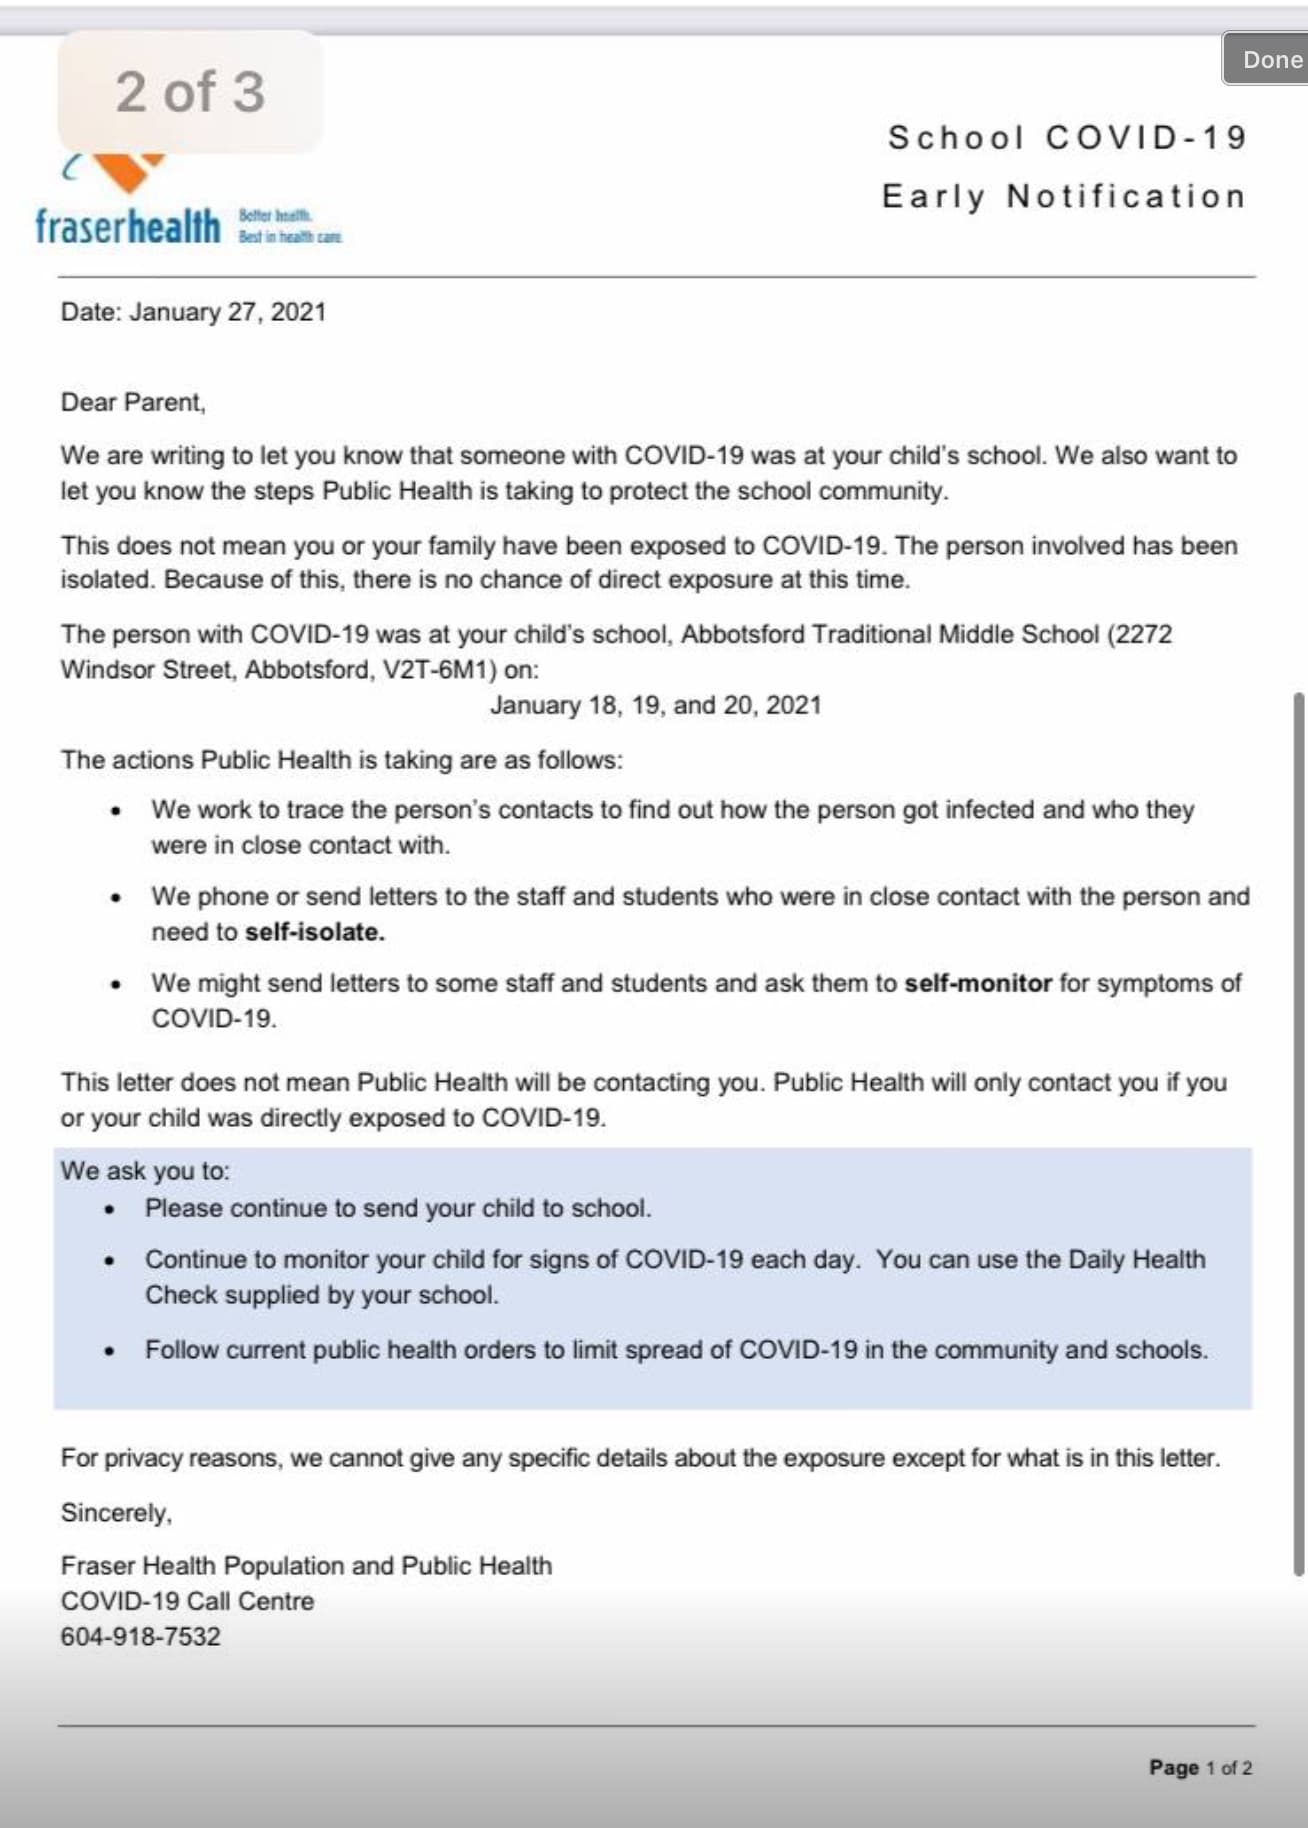 2 of 3
Done
School COVID-19
Early Notification
fraserhealth
Better health.
Best in health care.
Date: January 27, 2021
Dear Parent,
We are writing to let you know that someone with COVID-19 was at your child's school. We also want to
let you know the steps Public Health is taking to protect the school community.
This does not mean you or your family have been exposed to COVID-19. The person involved has been
isolated. Because of this, there is no chance of direct exposure at this time.
The person with COVID-19 was at your child's school, Abbotsford Traditional Middle School (2272
Windsor Street, Abbotsford, V2T-6M1) on:
January 18, 19, and 20, 2021
The actions Public Health is taking are as follows:
• We work to trace the person's contacts to find out how the person got infected and who they
were in close contact with.
• We phone or send letters to the staff and students who were in close contact with the person and
need to self-isolate.
• We might send letters to some staff and students and ask them to self-monitor for symptoms of
COVID-19.
This letter does not mean Public Health will be contacting you. Public Health will only contact you if you
or your child was directly exposed to COVID-19.
We ask you to:
• Please continue to send your child to school.
• Continue to monitor your child for signs of COVID-19 each day. You can use the Daily Health
Check supplied by your school.
• Follow current public health orders to limit spread of COVID-19 in the community and schools.
For privacy reasons, we cannot give any specific details about the exposure except for what is in this letter.
Sincerely,
Fraser Health Population and Public Health
COVID-19 Call Centre
604-918-7532
Page 1 of 2